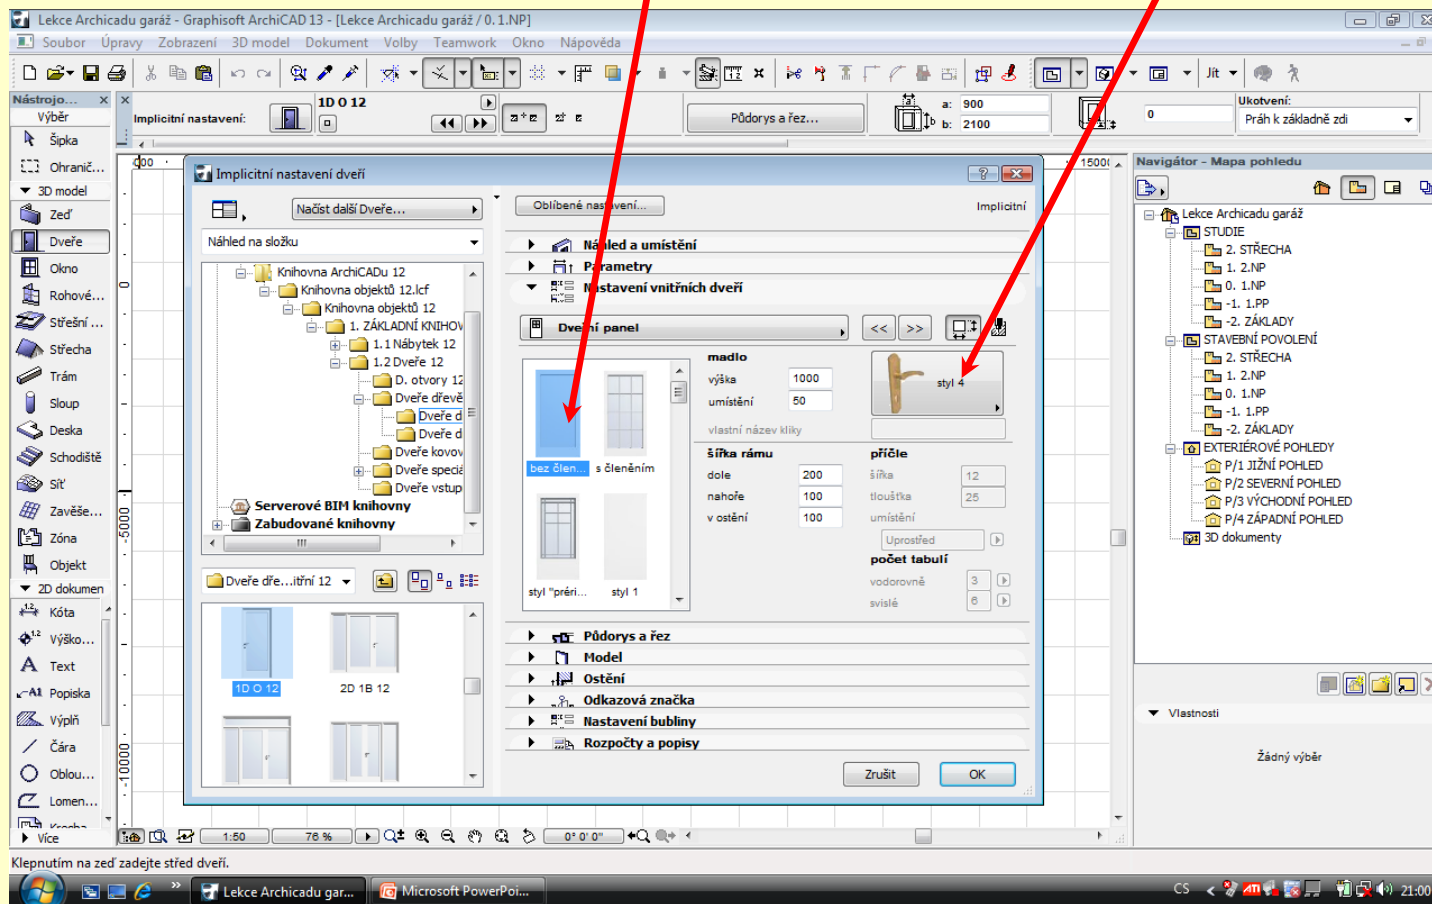 Lekce Archicadu garáž - Graphisoft ArchiCAD 13 - [Lekce Archicadu garáž / 0. 1.NP]
Soubor Úpravy Zobrazení 3D model Dokument Volby Teamwork Okno Nápověda
Jít
Nástrojo...
Výběr
Šipka
Ohranič...
3D model
Zeď
Dveře
Okno
Rohové...
Střešní ...
Střecha
Trám
Sloup
Deska
Schodiště
Síť
Zavěše...
Zóna
Objekt
2D dokumen
Kóta
Výško...
Text
A1 Popiska
Výplň
Čára
Oblou...
Lomen...
Více
Implicitní nastavení:
1D O 12
Půdorys a řez...
a: 900
b: 2100
0
Ukotvení:
Práh k základně zdi
15000
-5000
-10000
Implicitní nastavení dveří
Načíst další Dveře...
Náhled na složku
Knihovna ArchiCADu 12
Knihovna objektů 12.lcf
Knihovna objektů 12
1. ZÁKLADNÍ KNIHOV
1.1 Nábytek 12
1.2 Dveře 12
D. otvory 12
Dveře dřevě
Dveře d
Dveře d
Dveře kovov
Dveře speciá
Dveře vstup
Serverové BIM knihovny
Zabudované knihovny
Dveře dře...itřní 12
1D O 12
2D 1B 12
Oblíbené nastavení...
Implicitní
Náhled a umístění
Parametry
Nastavení vnitřních dveří
Dveřní panel
<< >>
bez člen...
s členěním
styl "préri...
styl 1
madlo
výška 1000
umístění 50
vlastní název kliky
styl 4
šířka rámu
dole 200
nahoře 100
v ostění 100
příčle
šířka 12
tloušťka 25
umístění
Uprostřed
počet tabulí
vodorovně 3
svislé 6
Půdorys a řez
Model
Ostění
Odkazová značka
Nastavení bubliny
Rozpočty a popisy
Zrušit
OK
Navigátor - Mapa pohledu
Lekce Archicadu garáž
STUDIE
2. STŘECHA
1. 2.NP
0. 1.NP
-1. 1.PP
-2. ZÁKLADY
STAVEBNÍ POVOLENÍ
2. STŘECHA
1. 2.NP
0. 1.NP
-1. 1.PP
-2. ZÁKLADY
EXTERIÉROVÉ POHLEDY
P/1 JIŽNÍ POHLED
P/2 SEVERNÍ POHLED
P/3 VÝCHODNÍ POHLED
P/4 ZÁPADNÍ POHLED
3D dokumenty
Vlastnosti
Žádný výběr
1:50
76 %
0° 0' 0"
Klepnutím na zeď zadejte střed dveří.
Lekce Archicadu gar...
Microsoft PowerPoi...
CS
ATI
21:00